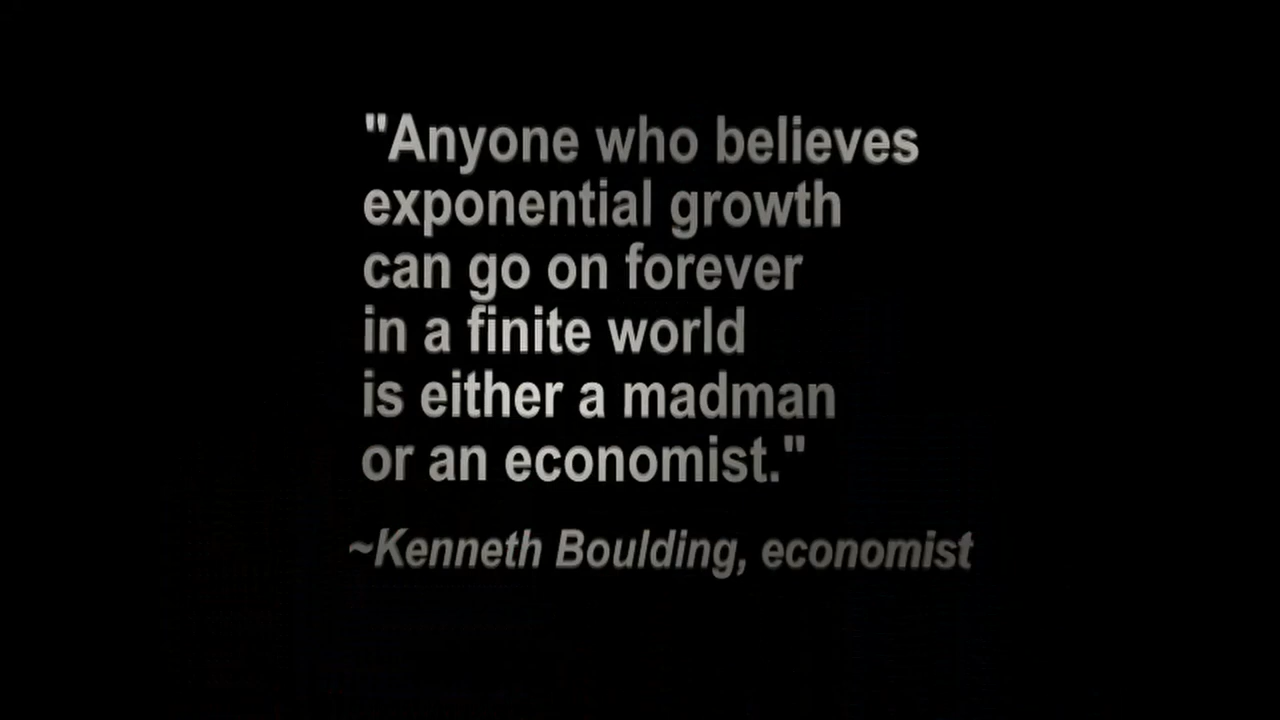 "Anyone who believes
exponential growth
can go on forever
in a finite world
is either a madman
or an economist."
~Kenneth Boulding, economist